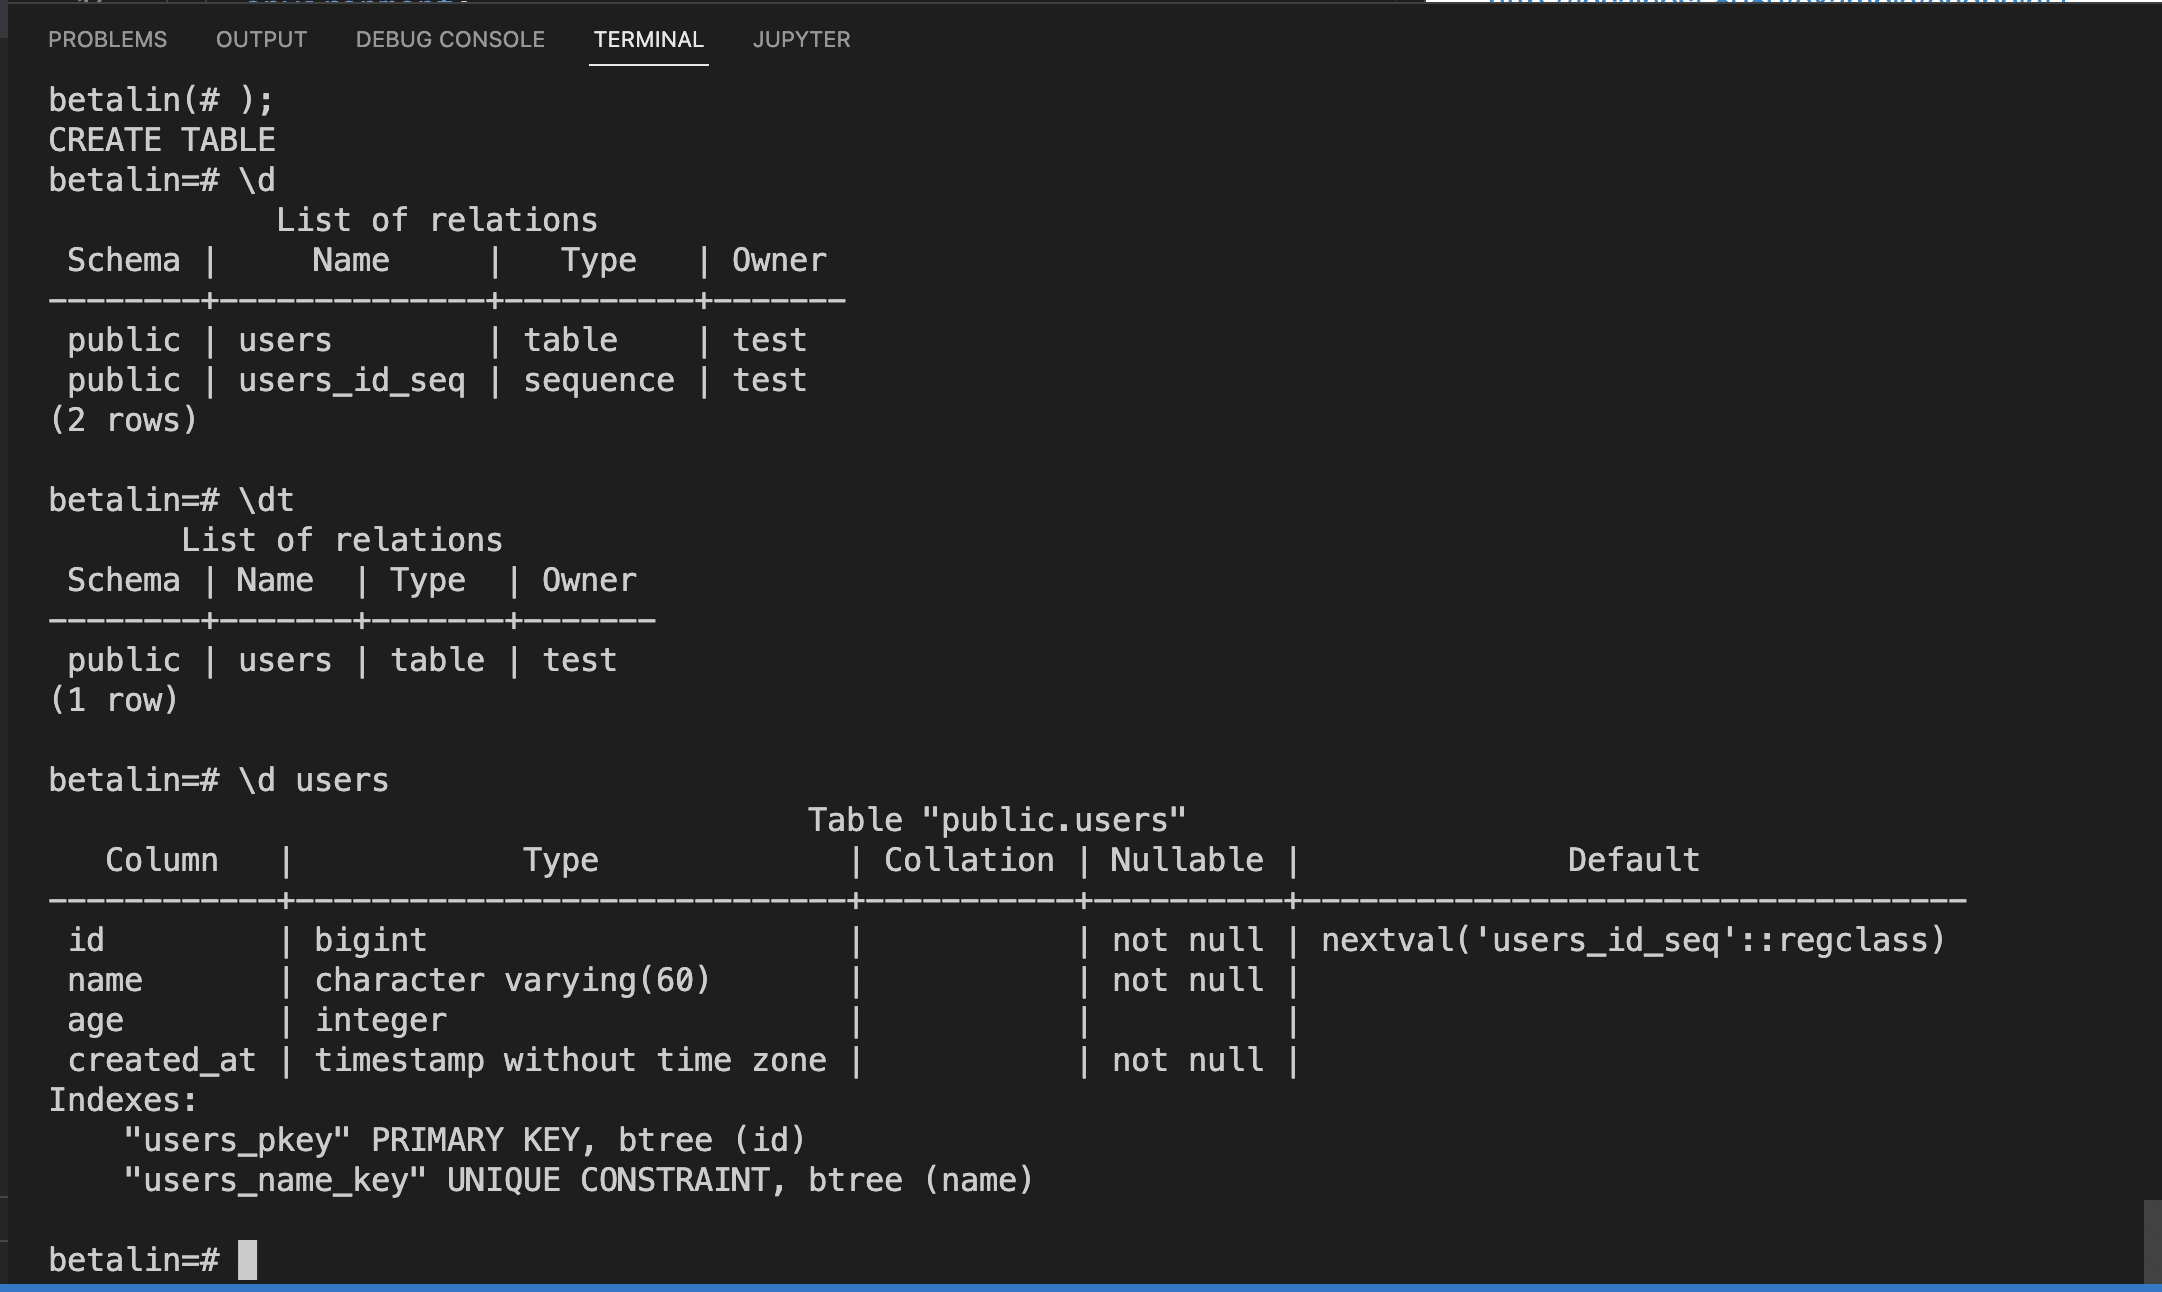 PROBLEMS OUTPUT DEBUG CONSOLE TERMINAL JUPYTER
betalin(# );
CREATE TABLE
betalin=# \d
            List of relations
 Schema |     Name     |   Type   | Owner
--------+--------------+----------+-------
 public | users        | table    | test
 public | users_id_seq | sequence | test
(2 rows)

betalin=# \dt
       List of relations
 Schema | Name  | Type  | Owner
--------+-------+-------+-------
 public | users | table | test
(1 row)

betalin=# \d users
                                        Table "public.users"
   Column   |            Type             | Collation | Nullable |              Default
------------+-----------------------------+-----------+----------+-----------------------------------
 id         | bigint                      |           | not null | nextval('users_id_seq'::regclass)
 name       | character varying(60)       |           | not null |
 age        | integer                     |           |          |
 created_at | timestamp without time zone |           | not null |
Indexes:
    "users_pkey" PRIMARY KEY, btree (id)
    "users_name_key" UNIQUE CONSTRAINT, btree (name)

betalin=#